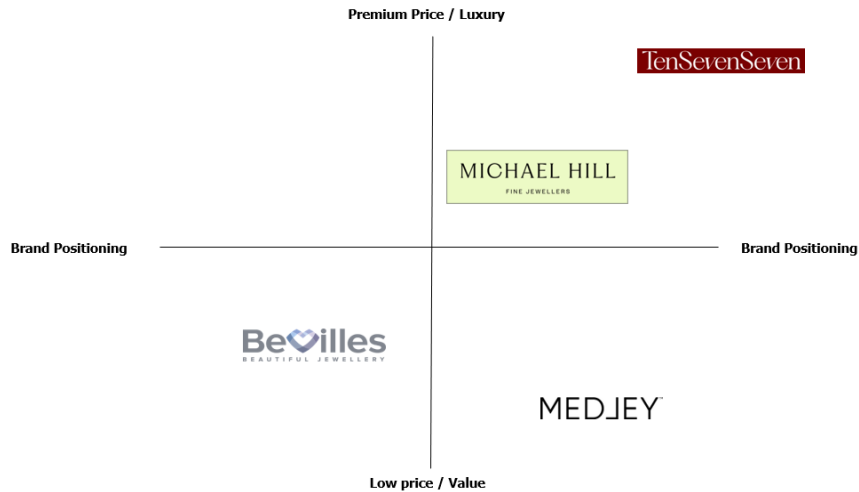 Premium Price / Luxury
TenSevenSeven
MICHAEL HILL
FINE JEWELLERS
Brand Positioning
Brand Positioning
Bevilles
BEAUTIFUL JEWELLERY
MEDLEY
Low price / Value